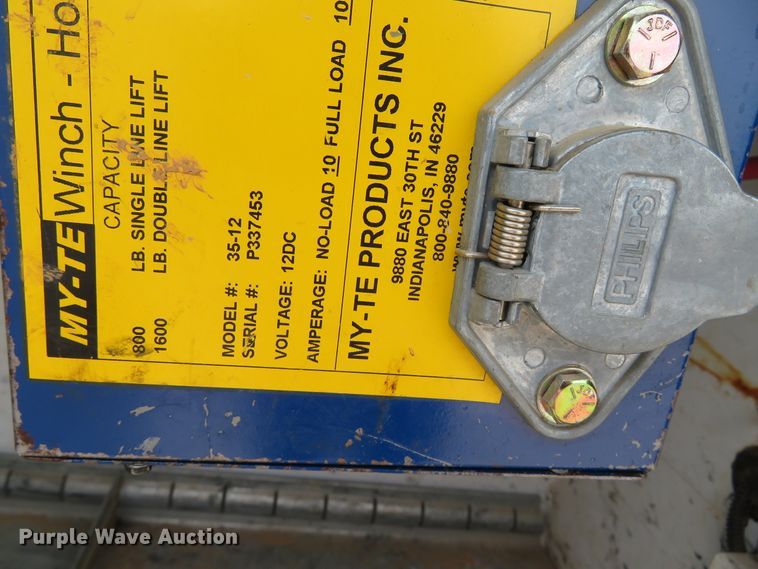 MY-TE Winch - Ho
CAPACITY
800 LB. SINGLE LINE LIFT
1600 LB. DOUBLE LINE LIFT
MODEL #: 35-12
SERIAL #: P337453
VOLTAGE: 12DC
AMPERAGE: NO-LOAD 10 FULL LOAD 10
MY-TE PRODUCTS INC.
9880 EAST 30TH ST
INDIANAPOLIS, IN 46229
800-840-9880
PHILLIPS
JCF
Purple Wave Auction